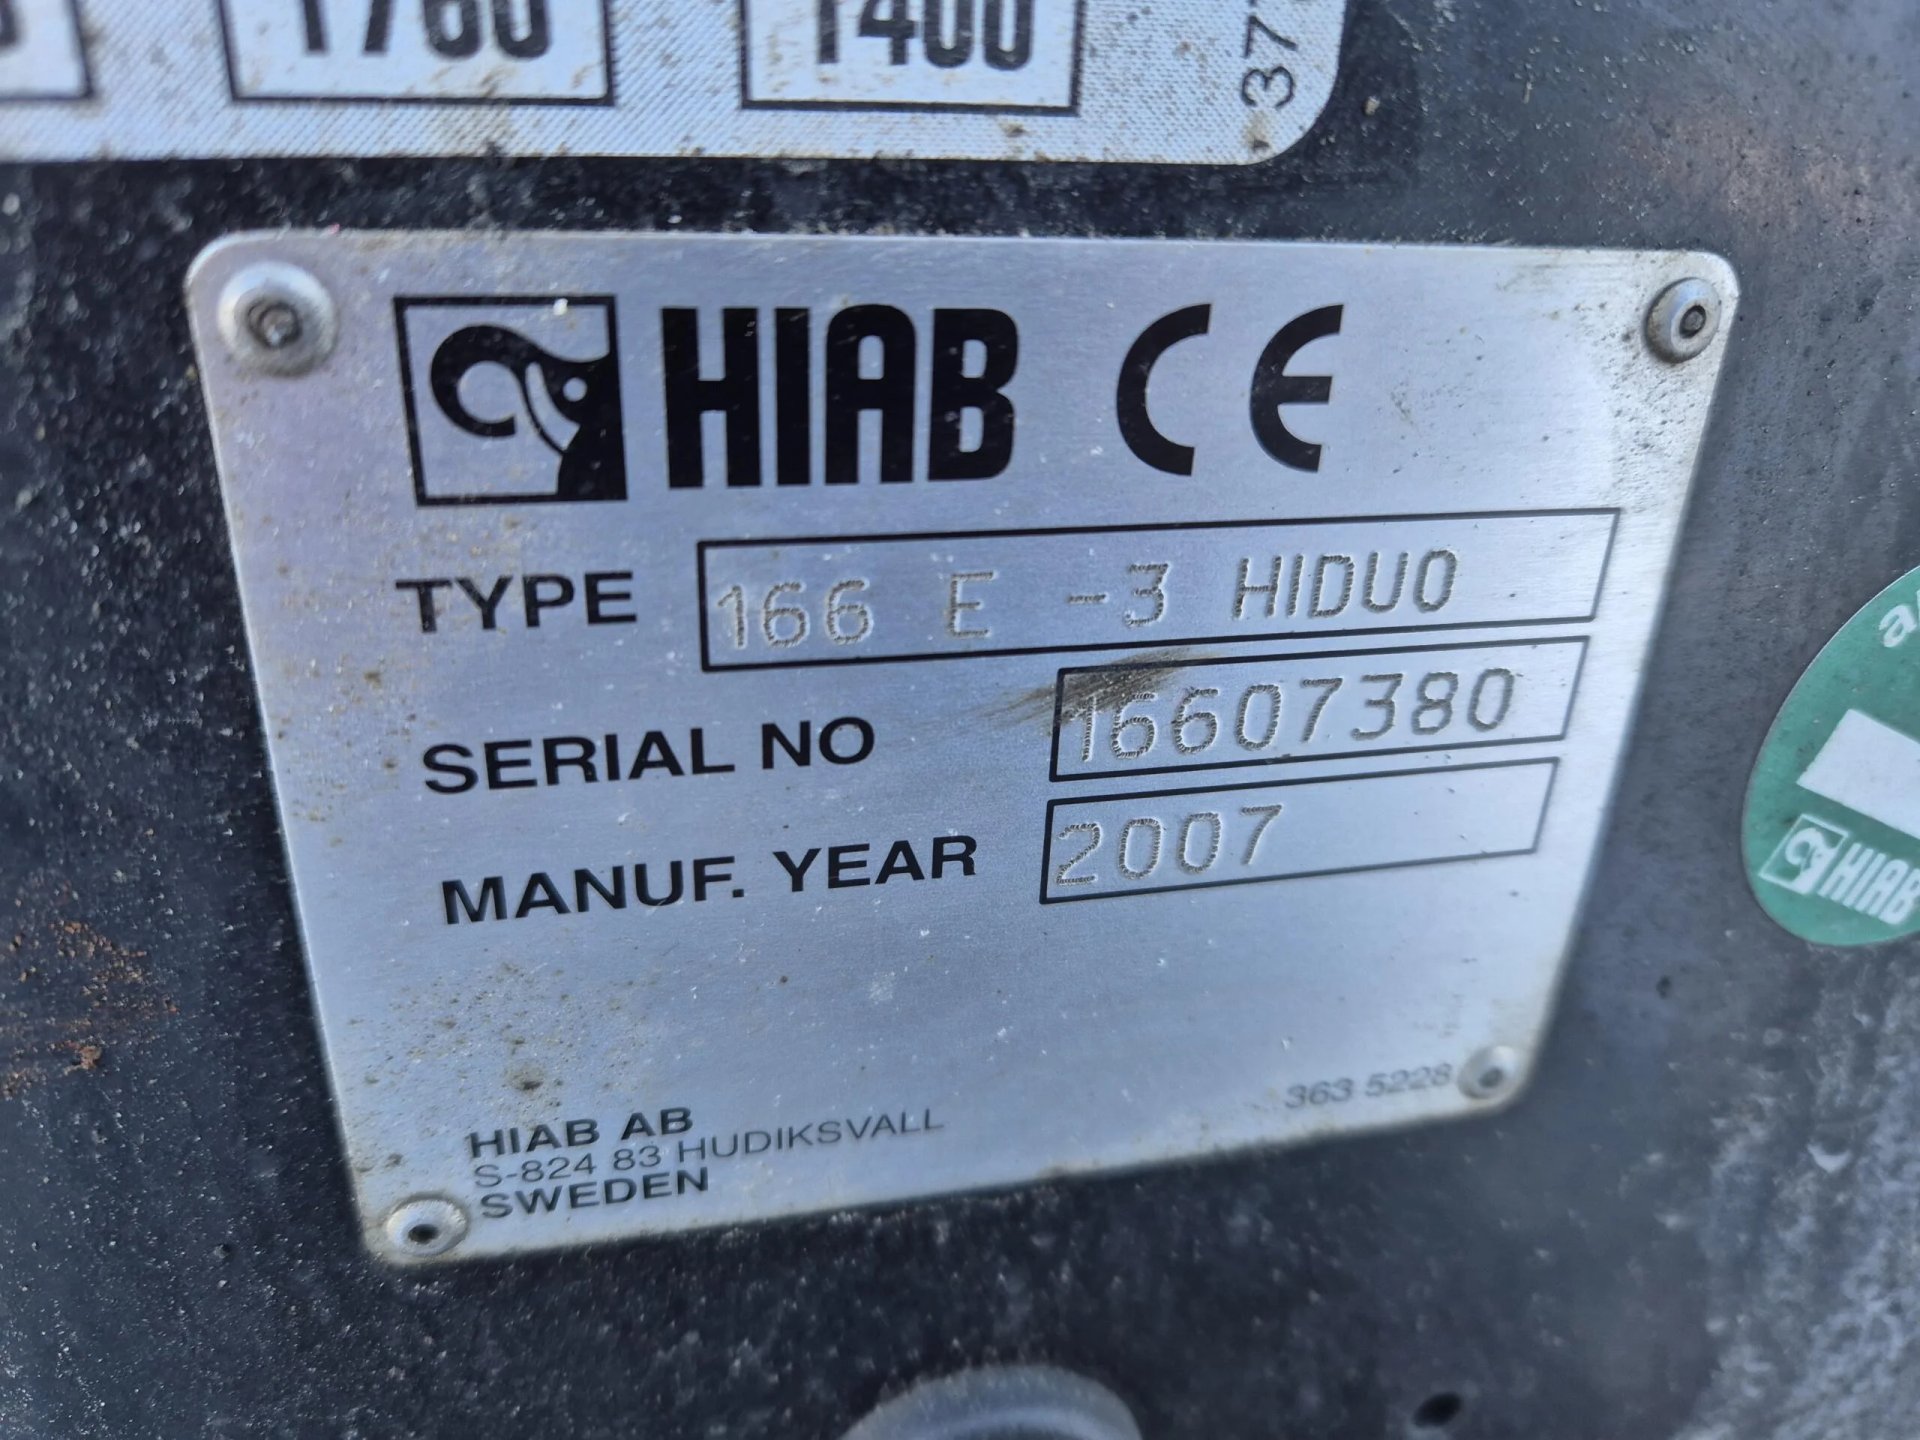 1760 1400
37
HIAB CE
TYPE 166 E -3 HIDUO
SERIAL NO 16607380
MANUF. YEAR 2007
HIAB AB
S-824 83 HUDIKSVALL
SWEDEN
363 5228
HIAB